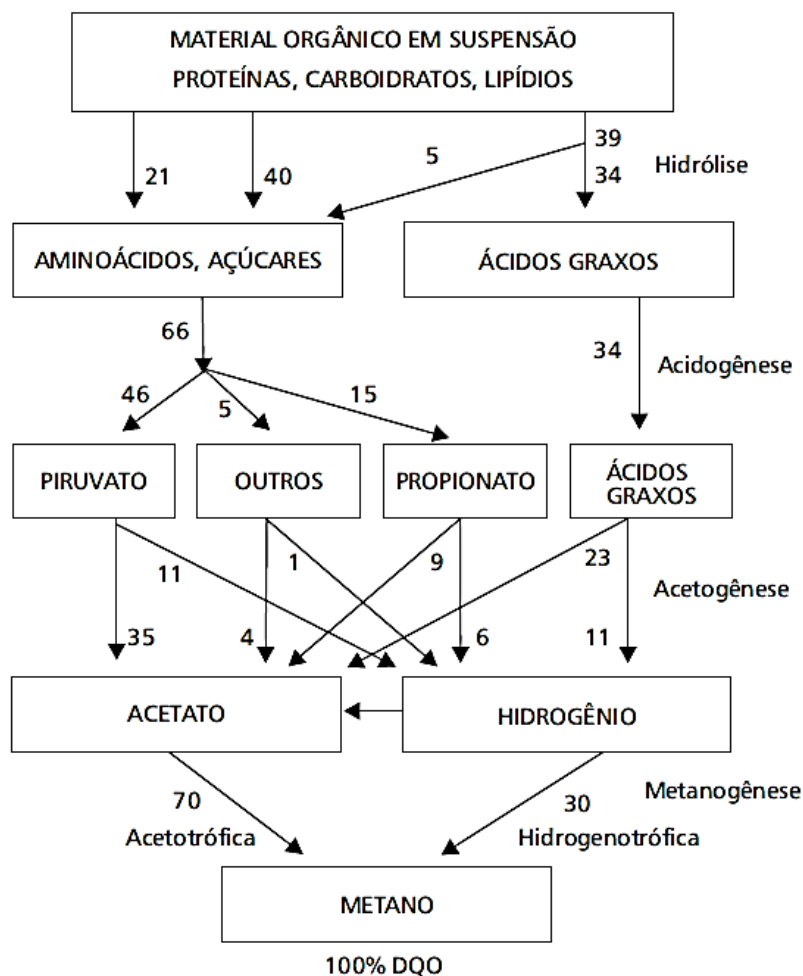 MATERIAL ORGÂNICO EM SUSPENSÃO
PROTEÍNAS, CARBOIDRATOS, LIPÍDIOS
39
5
Hidrólise
21
40
34
AMINOÁCIDOS, AÇÚCARES
ÁCIDOS GRAXOS
66
34
Acidogênese
46
5
15
PIRUVATO
OUTROS
PROPIONATO
ÁCIDOS
GRAXOS
11
1
9
23
Acetogênese
35
4
6
11
ACETATO
HIDROGÊNIO
70
30
Metanogênese
Acetotrófica
Hidrogenotrófica
METANO
100% DQO